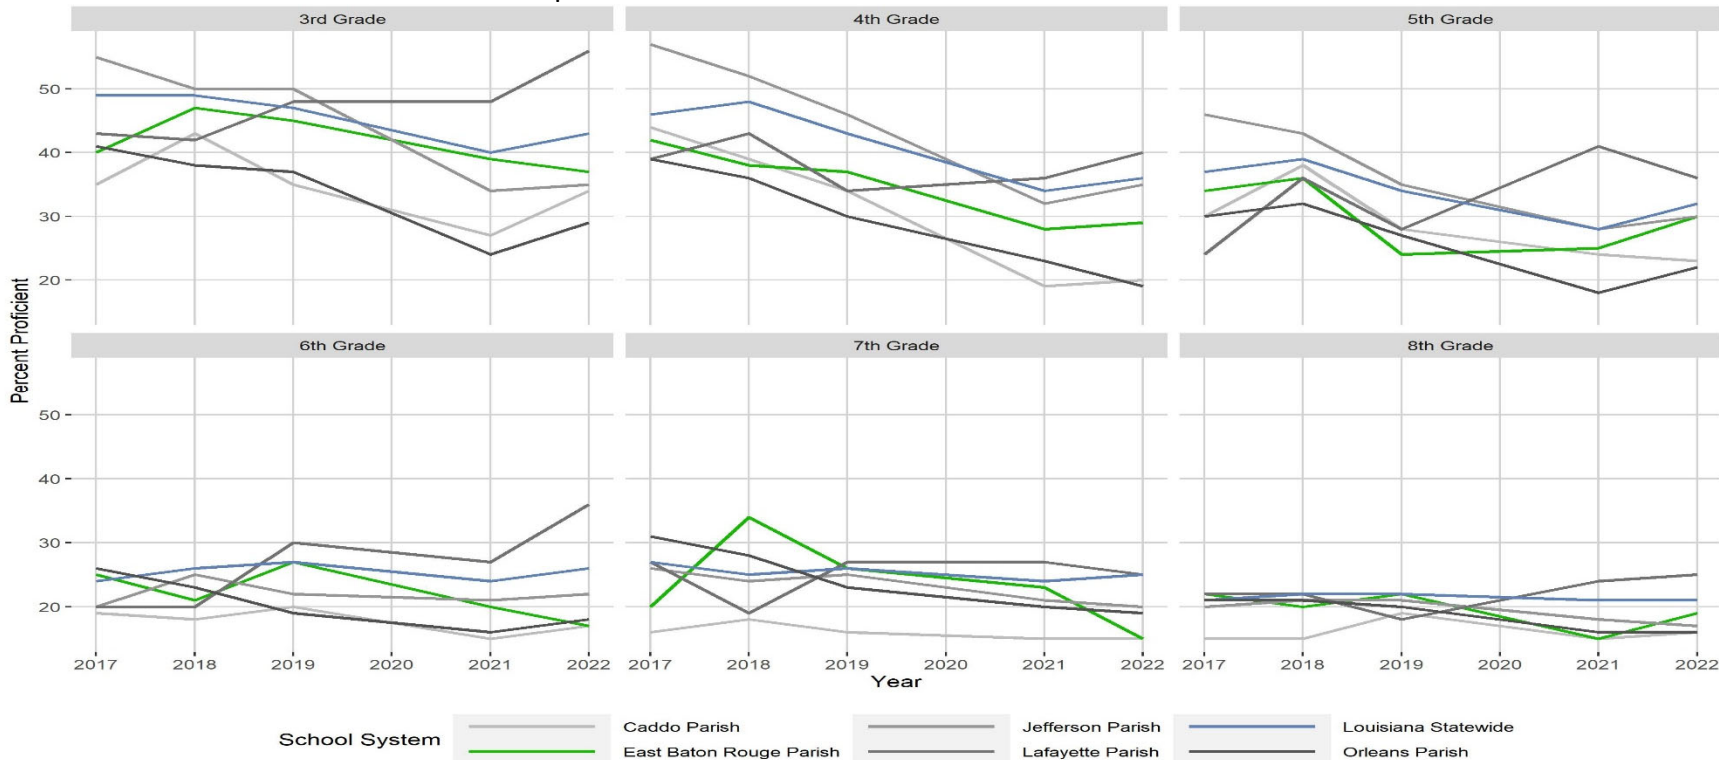 3rd Grade
4th Grade
5th Grade
50
40
30
20
Percent Proficient
6th Grade
7th Grade
8th Grade
50
40
30
20
2017 2018 2019 2020 2021 2022
2017 2018 2019 2020 2021 2022
2017 2018 2019 2020 2021 2022
Year
School System
Caddo Parish
Jefferson Parish
Louisiana Statewide
East Baton Rouge Parish
Lafayette Parish
Orleans Parish